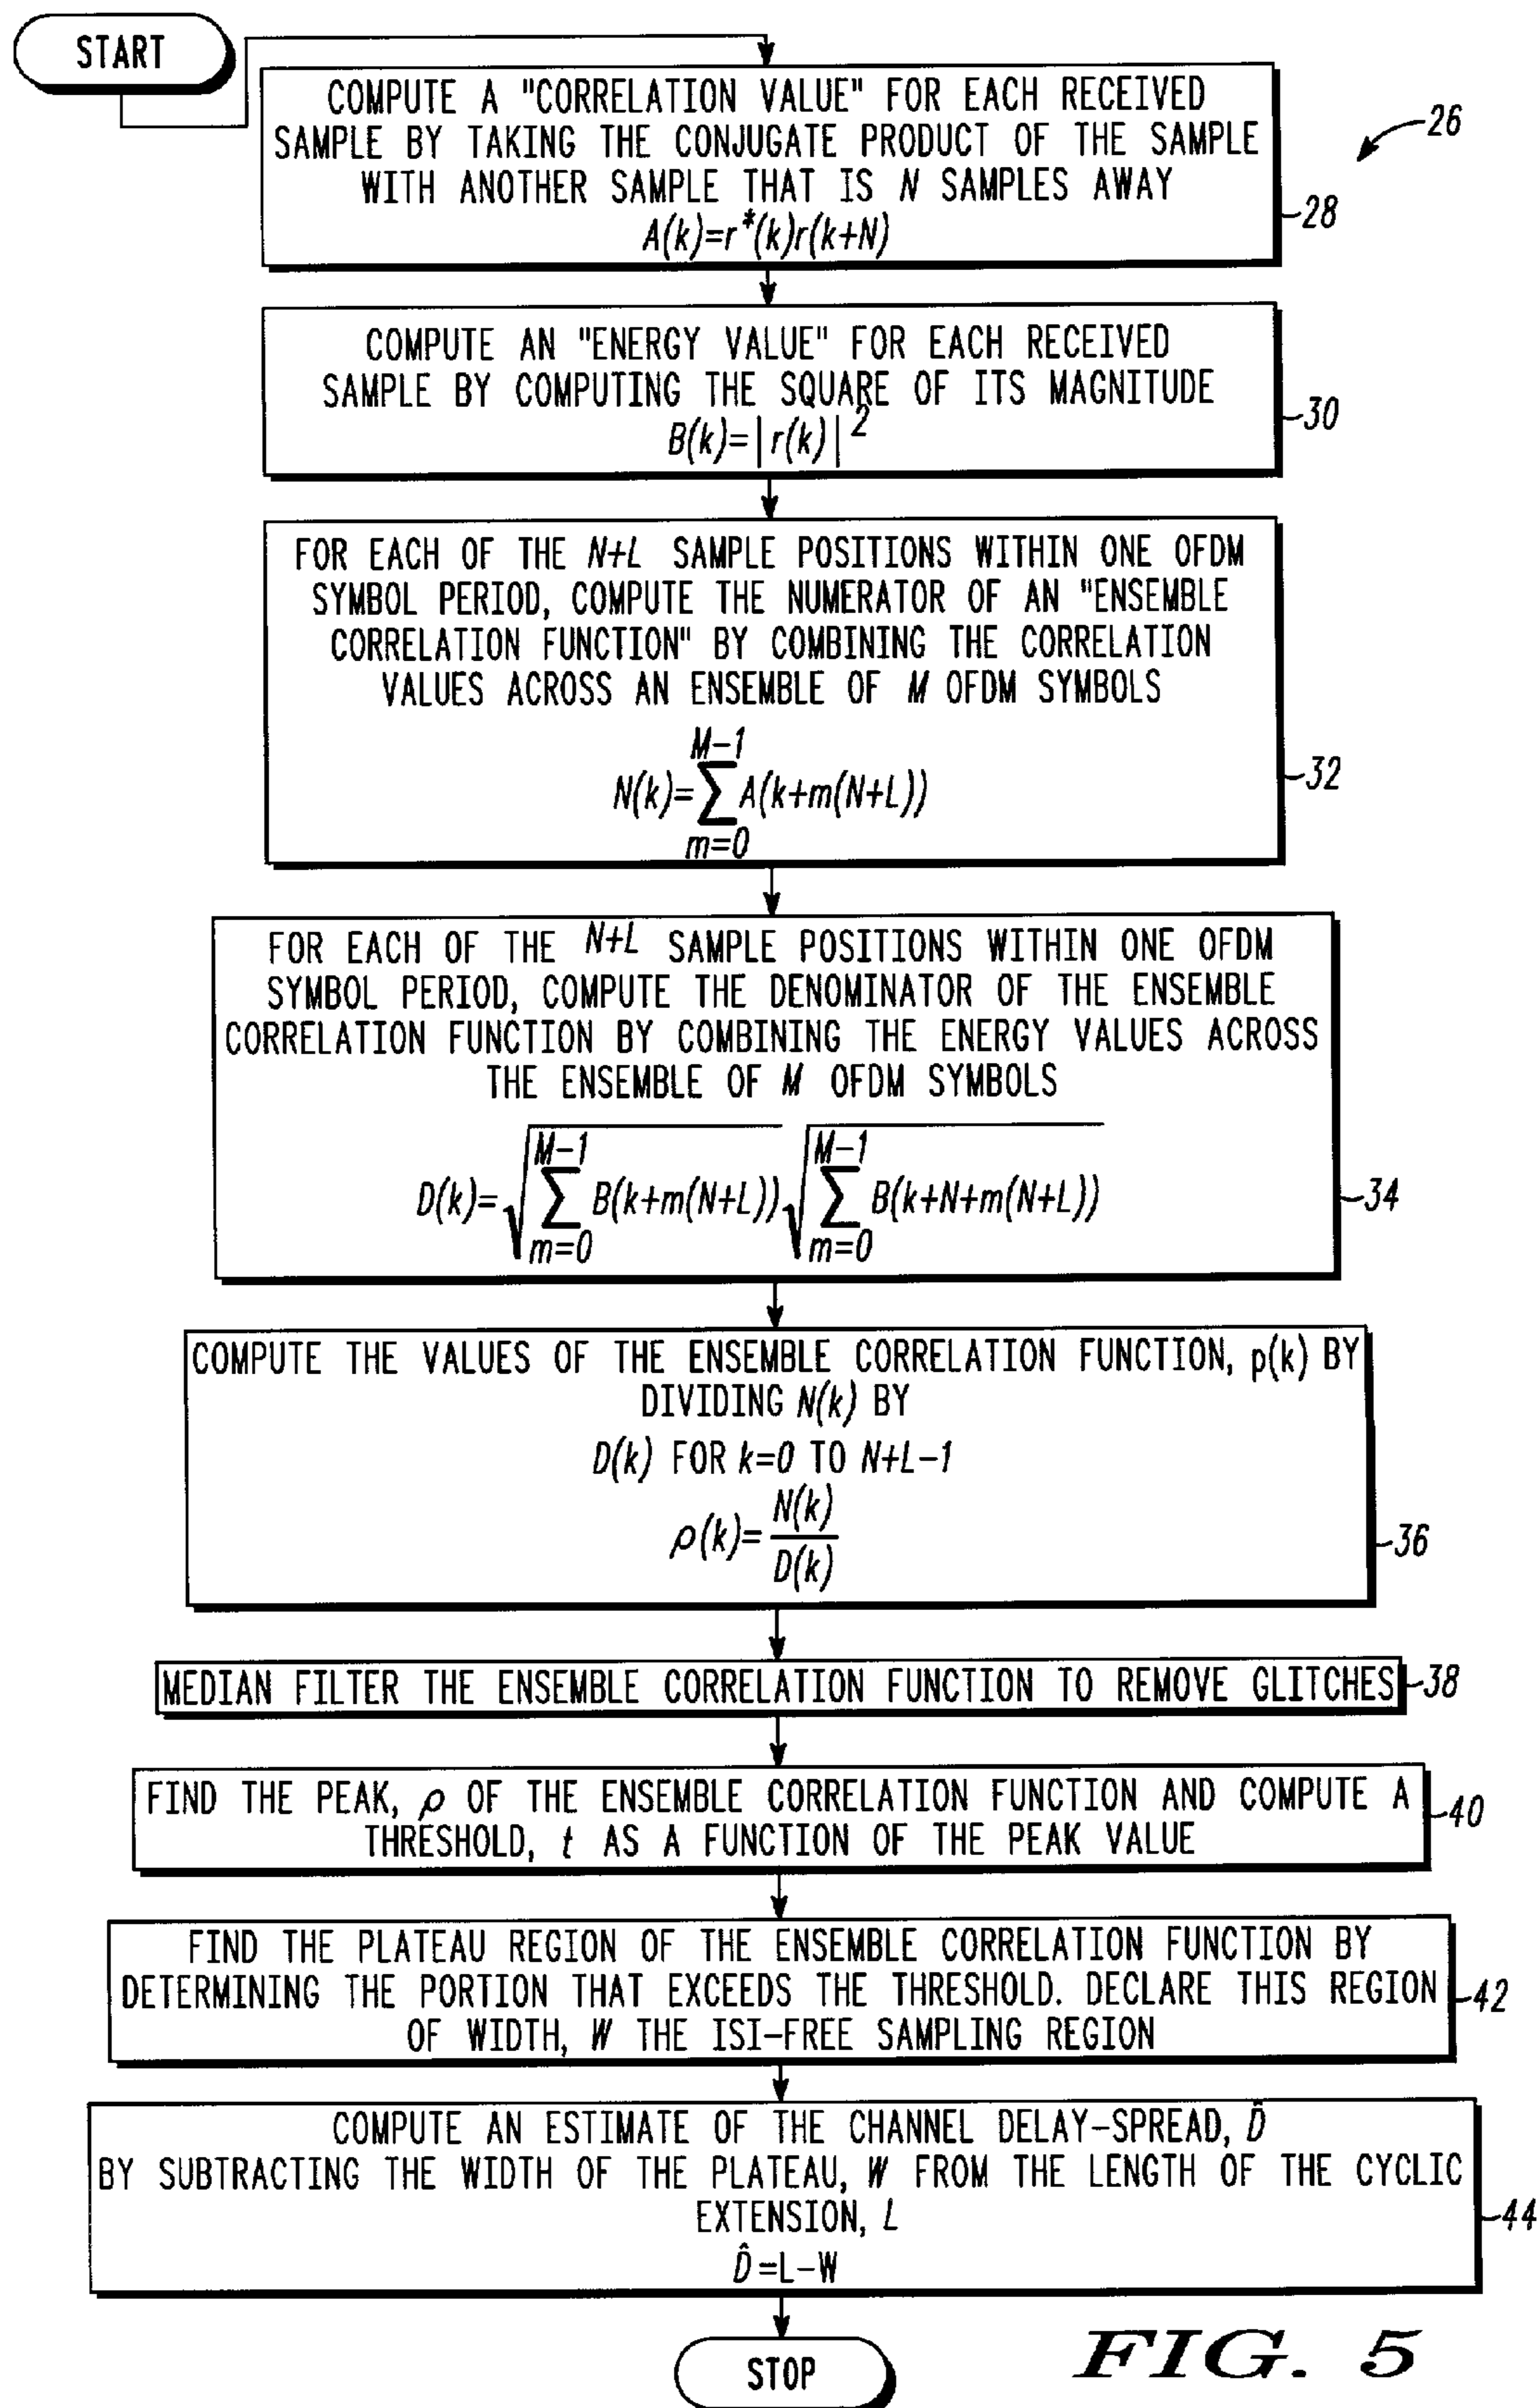 START
COMPUTE A "CORRELATION VALUE" FOR EACH RECEIVED
SAMPLE BY TAKING THE CONJUGATE PRODUCT OF THE SAMPLE
WITH ANOTHER SAMPLE THAT IS N SAMPLES AWAY
A(k)=r*(k)r(k+N)
26
28
COMPUTE AN "ENERGY VALUE" FOR EACH RECEIVED
SAMPLE BY COMPUTING THE SQUARE OF ITS MAGNITUDE
B(k)=|r(k)|²
30
FOR EACH OF THE N+L SAMPLE POSITIONS WITHIN ONE OFDM
SYMBOL PERIOD, COMPUTE THE NUMERATOR OF AN "ENSEMBLE
CORRELATION FUNCTION" BY COMBINING THE CORRELATION
VALUES ACROSS AN ENSEMBLE OF M OFDM SYMBOLS
M-1
N(k)=∑A(k+m(N+L))
m=0
32
FOR EACH OF THE N+L SAMPLE POSITIONS WITHIN ONE OFDM
SYMBOL PERIOD, COMPUTE THE DENOMINATOR OF THE ENSEMBLE
CORRELATION FUNCTION BY COMBINING THE ENERGY VALUES ACROSS
THE ENSEMBLE OF M OFDM SYMBOLS
M-1 M-1
D(k)=√∑B(k+m(N+L))√∑B(k+N+m(N+L))
m=0 m=0
34
COMPUTE THE VALUES OF THE ENSEMBLE CORRELATION FUNCTION, p(k) BY
DIVIDING N(k) BY
D(k) FOR k=0 TO N+L-1
N(k)
ρ(k)=
D(k)
36
MEDIAN FILTER THE ENSEMBLE CORRELATION FUNCTION TO REMOVE GLITCHES
38
FIND THE PEAK, ρ OF THE ENSEMBLE CORRELATION FUNCTION AND COMPUTE A
THRESHOLD, t AS A FUNCTION OF THE PEAK VALUE
40
FIND THE PLATEAU REGION OF THE ENSEMBLE CORRELATION FUNCTION BY
DETERMINING THE PORTION THAT EXCEEDS THE THRESHOLD. DECLARE THIS REGION
OF WIDTH, W THE ISI-FREE SAMPLING REGION
42
COMPUTE AN ESTIMATE OF THE CHANNEL DELAY-SPREAD, D̂
BY SUBTRACTING THE WIDTH OF THE PLATEAU, W FROM THE LENGTH OF THE CYCLIC
EXTENSION, L
D̂=L-W
44
STOP
FIG. 5